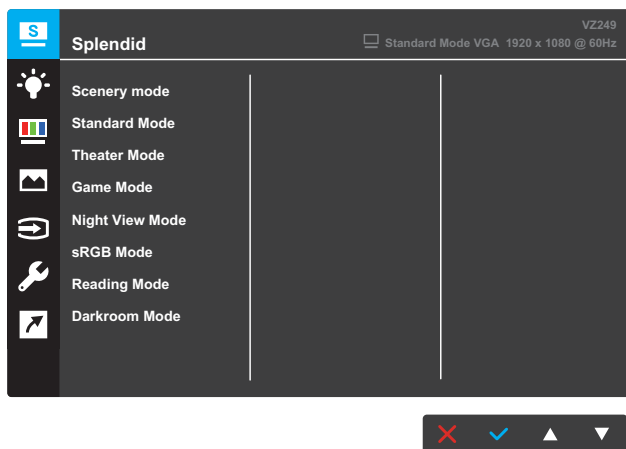 S
VZ249
Splendid
Standard Mode VGA 1920 x 1080 @ 60Hz
Scenery mode
Standard Mode
Theater Mode
Game Mode
Night View Mode
sRGB Mode
Reading Mode
Darkroom Mode